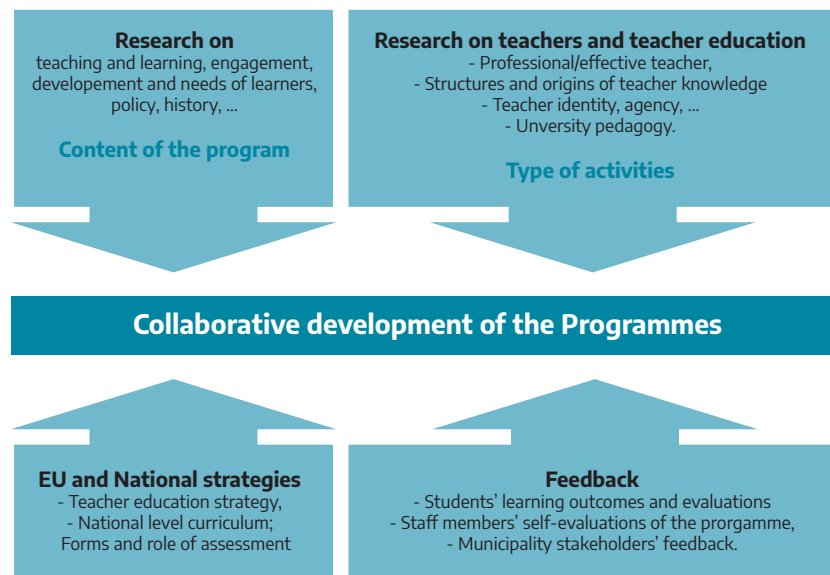 Research on
teaching and learning, engagement,
developement and needs of learners,
policy, history, ...
Content of the program
Research on teachers and teacher education
- Professional/effective teacher,
- Structures and origins of teacher knowledge
- Teacher identity, agency, ...
- Unversity pedagogy.
Type of activities
Collaborative development of the Programmes
EU and National strategies
- Teacher education strategy,
- National level curriculum;
Forms and role of assessment
Feedback
- Students’ learning outcomes and evaluations
- Staff members’ self-evaluations of the prorgamme,
- Municipality stakeholders’ feedback.